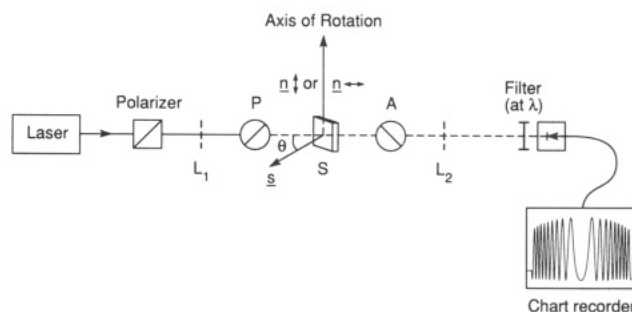 Axis of Rotation
n ↕ or n ↔
Filter
(at λ)
Polarizer
P
A
Laser
θ
L₁
s
S
L₂
Chart recorder